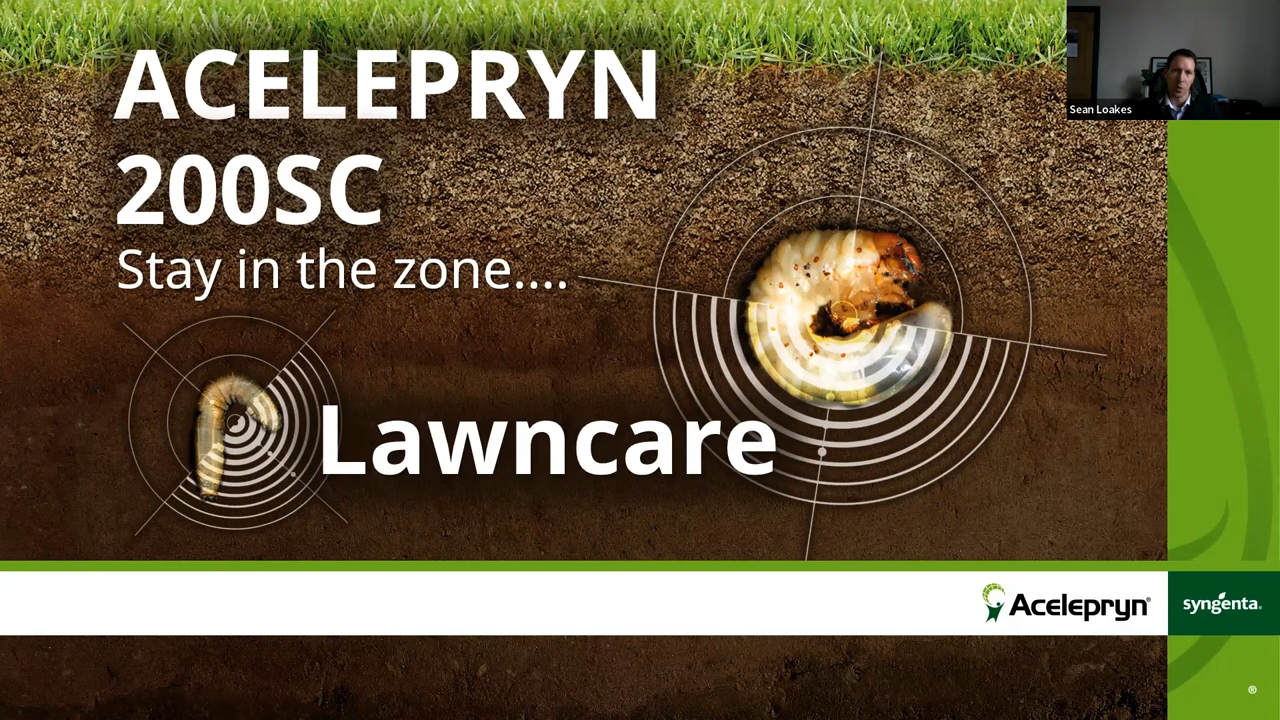 ACELEPRYN
200SC
Stay in the zone....
Lawncare
Sean Loakes
Acelepryn®
syngenta®
®